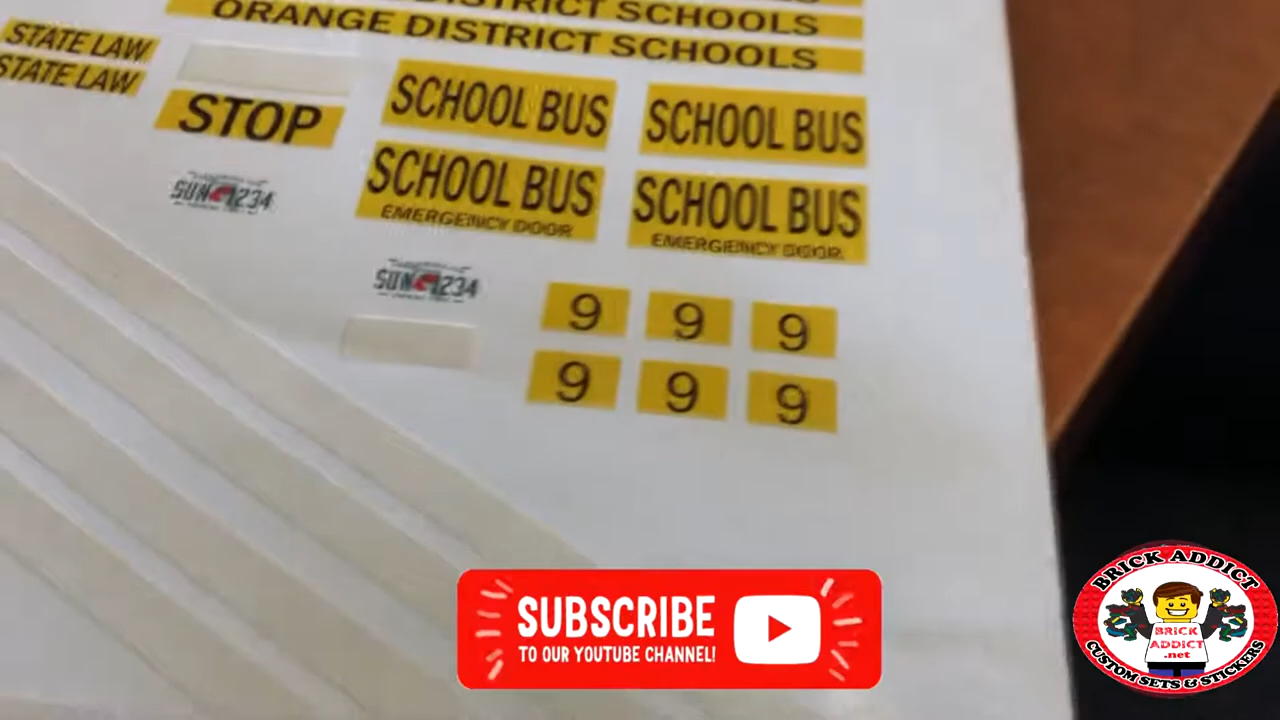 DISTRICT SCHOOLS
ORANGE DISTRICT SCHOOLS
STATE LAW
STATE LAW
STOP
SCHOOL BUS
SCHOOL BUS
SCHOOL BUS
EMERGENCY DOOR
SCHOOL BUS
EMERGENCY DOOR
SUN 1234
SUN 1234
9 9 9
9 9 9
SUBSCRIBE
TO OUR YOUTUBE CHANNEL!
BRICK ADDICT
BRICK
ADDICT
.net
CUSTOM SETS & STICKERS